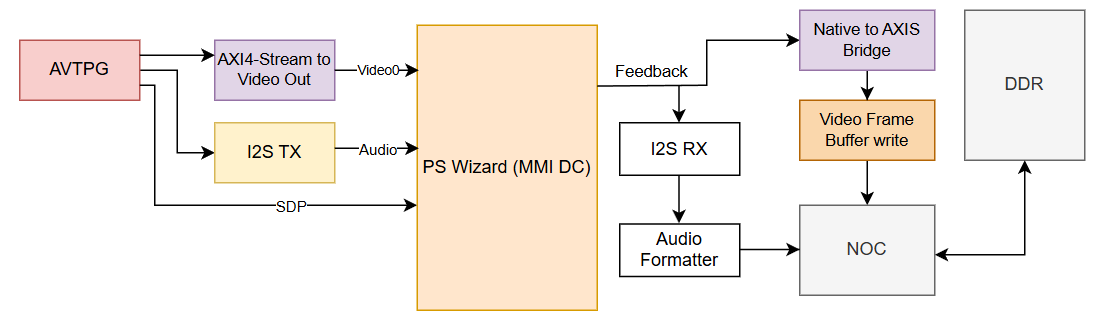 AVTPG
AXI4-Stream to
Video Out
Video0
I2S TX
Audio
SDP
PS Wizard (MMI DC)
Feedback
I2S RX
Audio
Formatter
Native to AXIS
Bridge
Video Frame
Buffer write
NOC
DDR